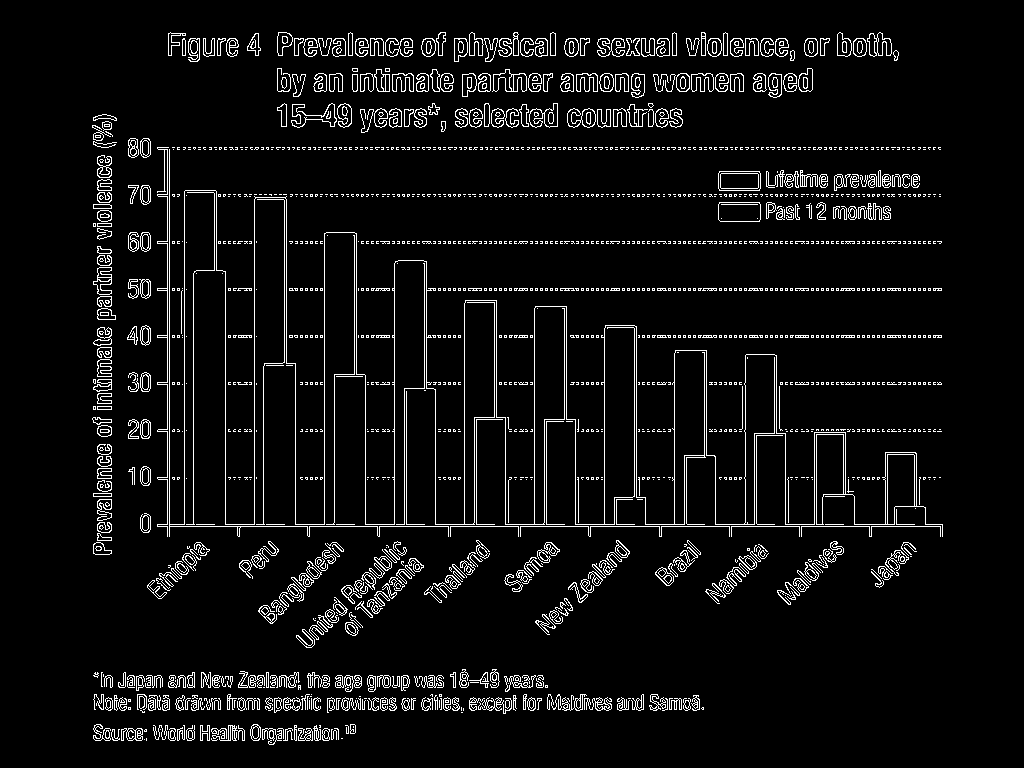 Figure 4 Prevalence of physical or sexual violence, or both,
by an intimate partner among women aged
15–49 years*, selected countries
Prevalence of intimate partner violence (%)
80
70
60
50
40
30
20
10
0
Lifetime prevalence
Past 12 months
Ethiopia
Peru
Bangladesh
United Republic
of Tanzania
Thailand
Samoa
New Zealand
Brazil
Namibia
Maldives
Japan
*In Japan and New Zealand, the age group was 18–49 years.
Note: Data drawn from specific provinces or cities, except for Maldives and Samoa.
Source: World Health Organization.¹⁹